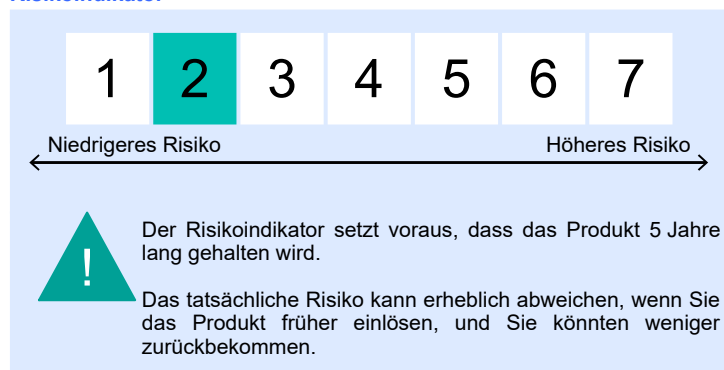 Risikoindikator
1 2 3 4 5 6 7
Niedrigeres Risiko Höheres Risiko
!
Der Risikoindikator setzt voraus, dass das Produkt 5 Jahre
lang gehalten wird.
Das tatsächliche Risiko kann erheblich abweichen, wenn Sie
das Produkt früher einlösen, und Sie könnten weniger
zurückbekommen.